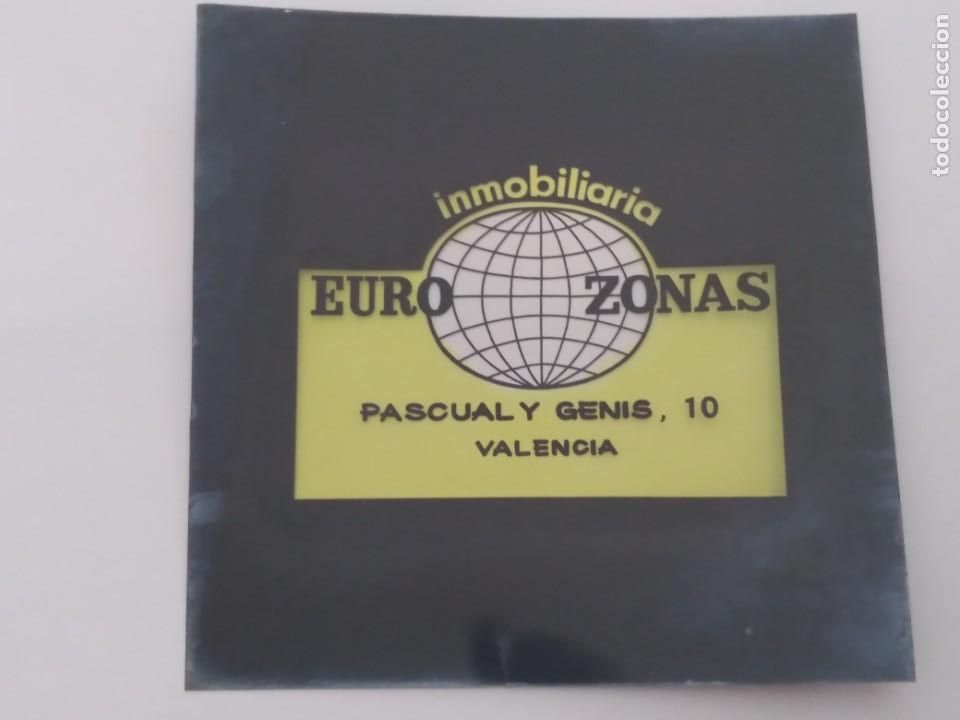 inmobiliaria
EURO ZONAS
PASCUAL Y GENIS, 10
VALENCIA
todocoleccion